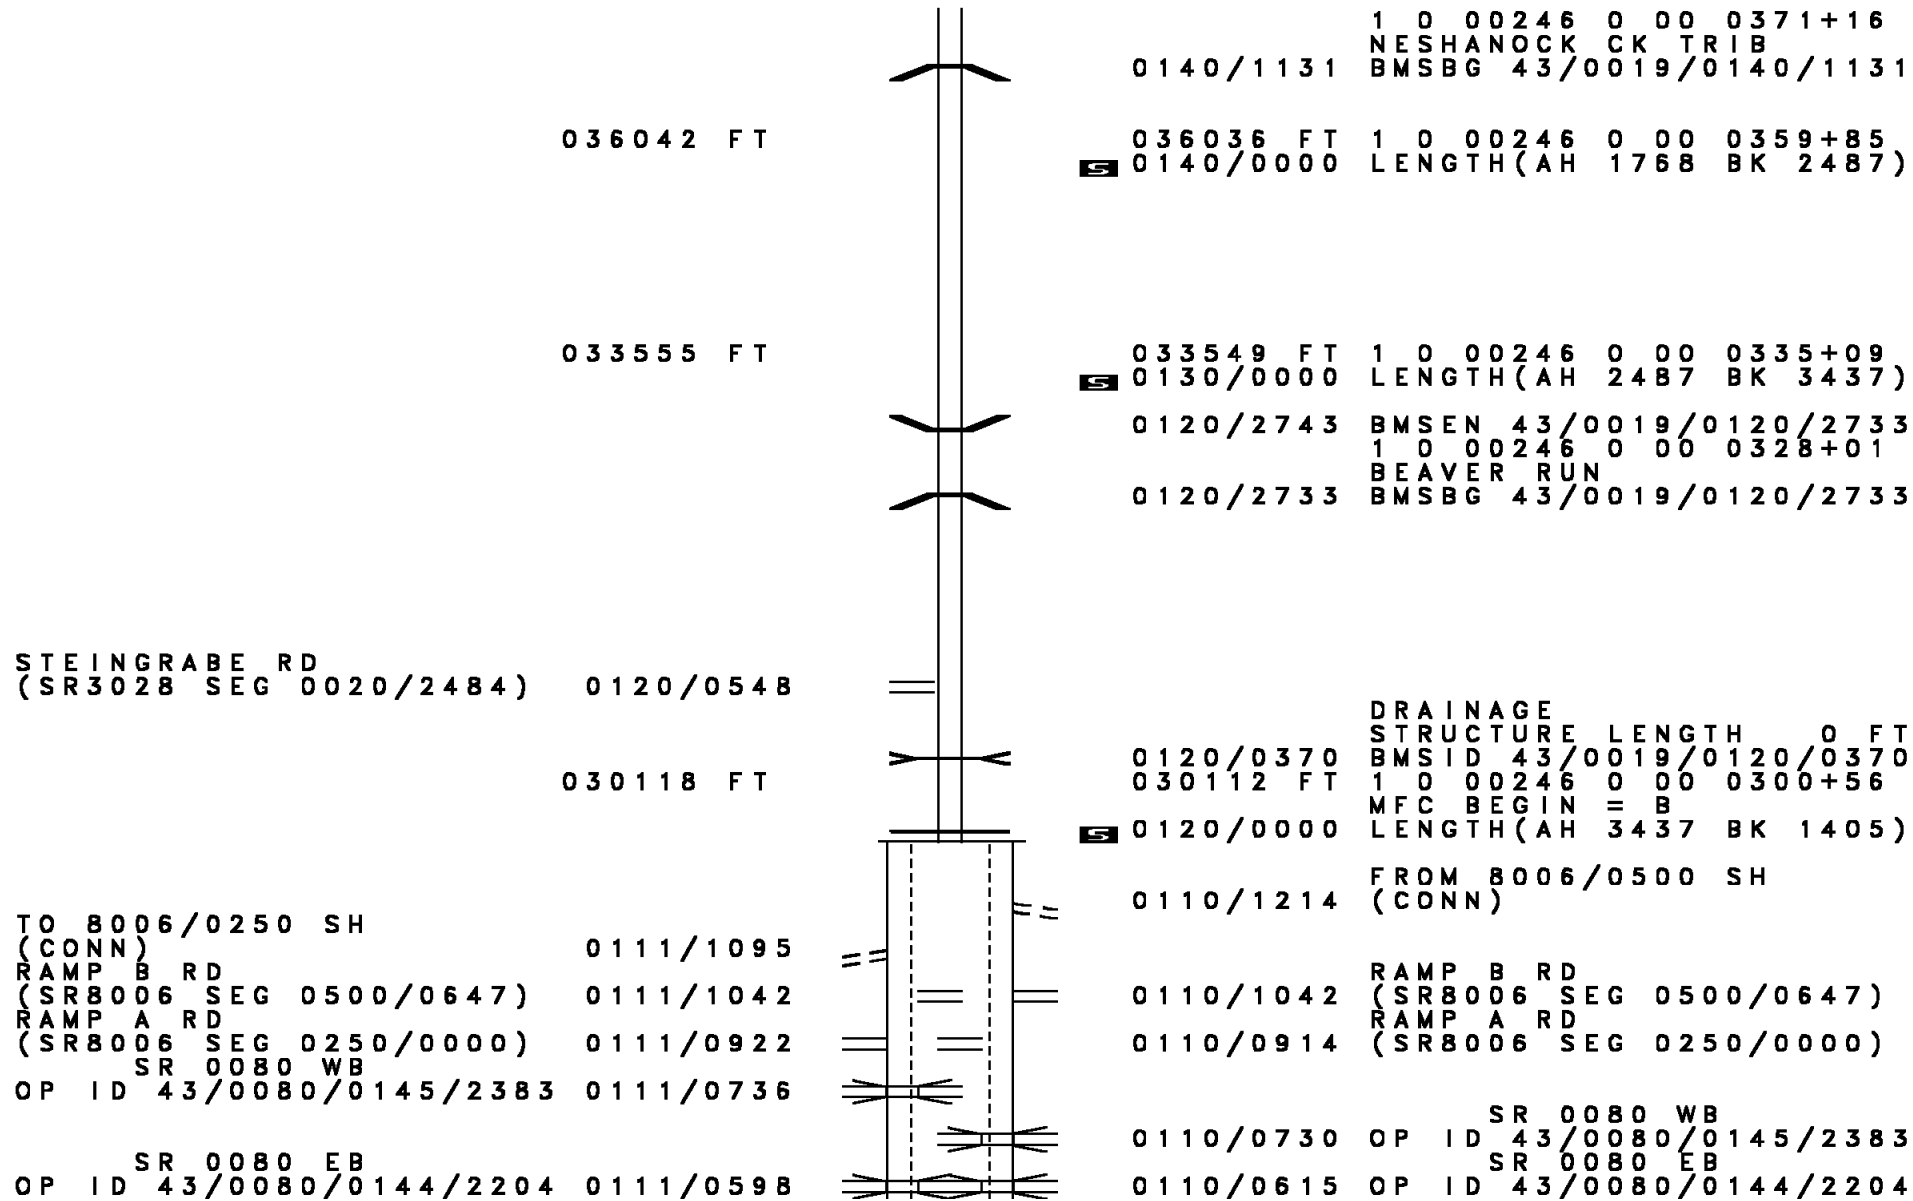 1 0 00246 0 00 0371+16
NESHANOCK CK TRIB
0140/1131 BMSBG 43/0019/0140/1131
036042 FT 036036 FT 1 0 00246 0 00 0359+85
S 0140/0000 LENGTH(AH 1768 BK 2487)
033555 FT 033549 FT 1 0 00246 0 00 0335+09
S 0130/0000 LENGTH(AH 2487 BK 3437)
0120/2743 BMSEN 43/0019/0120/2733
1 0 00246 0 00 0328+01
BEAVER RUN
0120/2733 BMSBG 43/0019/0120/2733
STEINGRABE RD
(SR3028 SEG 0020/2484) 0120/0548
DRAINAGE
STRUCTURE LENGTH 0 FT
0120/0370 BMSID 43/0019/0120/0370
030118 FT 030112 FT 1 0 00246 0 00 0300+56
MFC BEGIN = B
S 0120/0000 LENGTH(AH 3437 BK 1405)
FROM 8006/0500 SH
0110/1214 (CONN)
TO 8006/0250 SH
(CONN) 0111/1095
RAMP B RD RAMP B RD
(SR8006 SEG 0500/0647) 0111/1042 0110/1042 (SR8006 SEG 0500/0647)
RAMP A RD RAMP A RD
(SR8006 SEG 0250/0000) 0111/0922 0110/0914 (SR8006 SEG 0250/0000)
SR 0080 WB
OP ID 43/0080/0145/2383 0111/0736
SR 0080 WB
0110/0730 OP ID 43/0080/0145/2383
SR 0080 EB SR 0080 EB
OP ID 43/0080/0144/2204 0111/0598 0110/0615 OP ID 43/0080/0144/2204